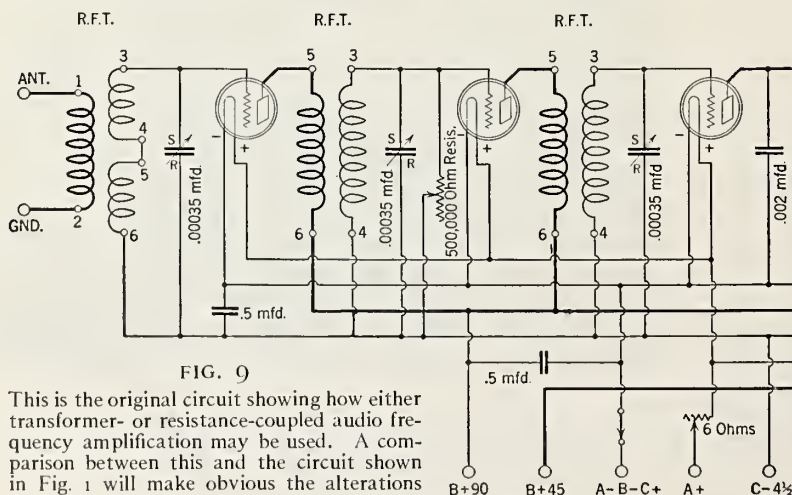 R.F.T. R.F.T. R.F.T.
3 5 3 5 3
ANT. 1
4
5
2
GND.
6 6 4 6 4
S R .00035 mfd.
- +
S R .00035 mfd.
500,000 Ohm Resis.
- +
S R .00035 mfd.
- +
.002 mfd.
.5 mfd.
.5 mfd.
6 Ohms
B+90 B+45 A-B-C+ A+ C-4½
FIG. 9
This is the original circuit showing how either
transformer- or resistance-coupled audio fre-
quency amplification may be used. A com-
parison between this and the circuit shown
in Fig. 1 will make obvious the alterations